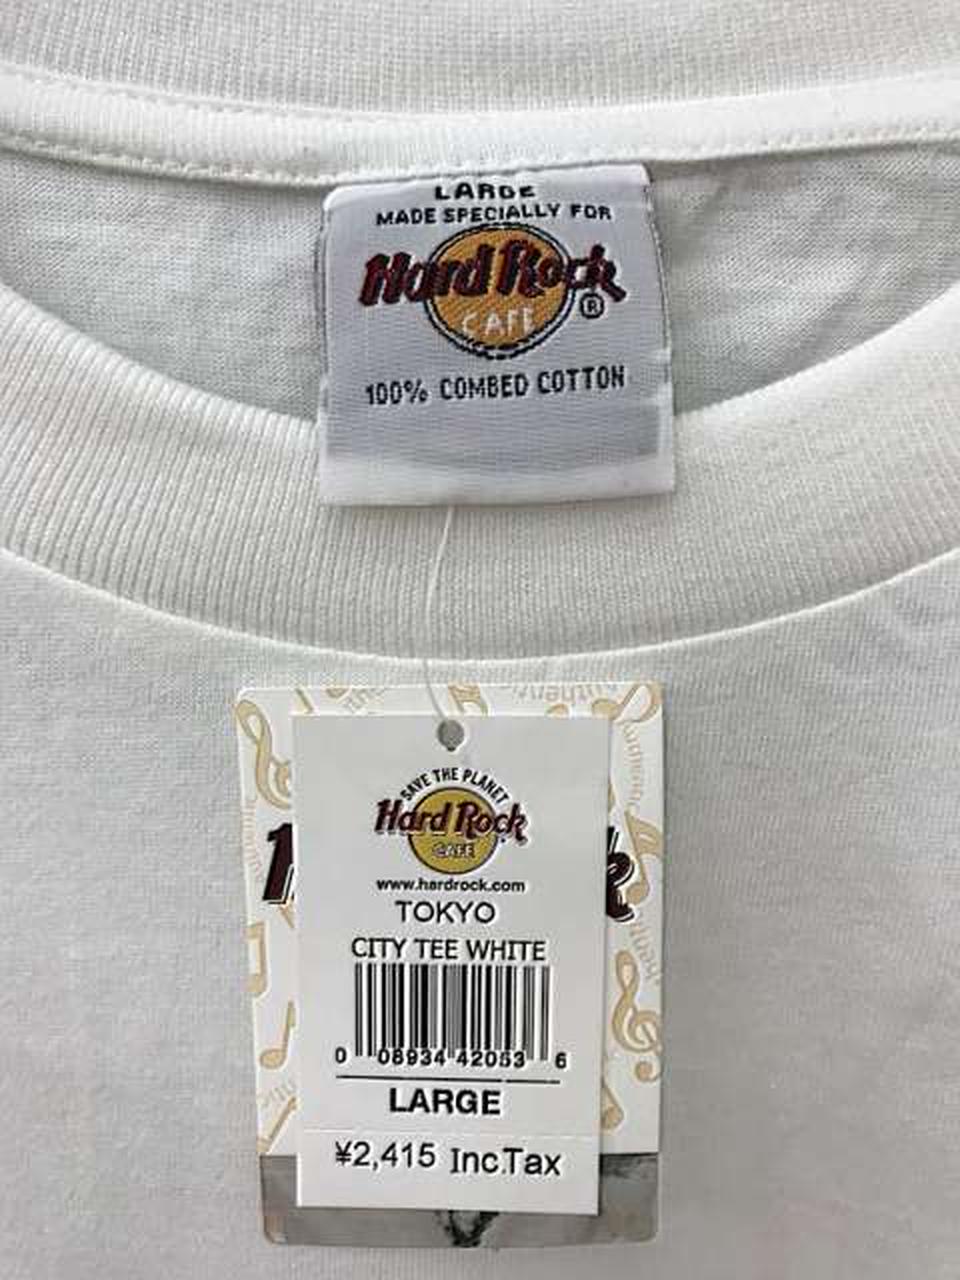 LARGE
MADE SPECIALLY FOR
Hard Rock
CAFE ®
100% COMBED COTTON
Authentic
SAVE THE PLANET
Hard Rock
CAFE
www.hardrock.com
TOKYO
CITY TEE WHITE
0 08934 42053 6
LARGE
¥2,415 Inc.Tax